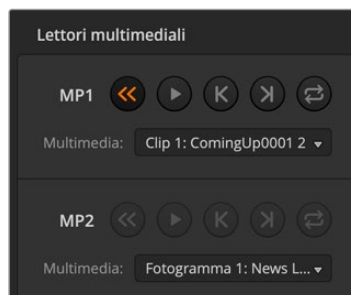 Lettori multimediali
MP1
Multimedia: Clip 1: ComingUp0001 2
MP2
Multimedia: Fotogramma 1: News L...